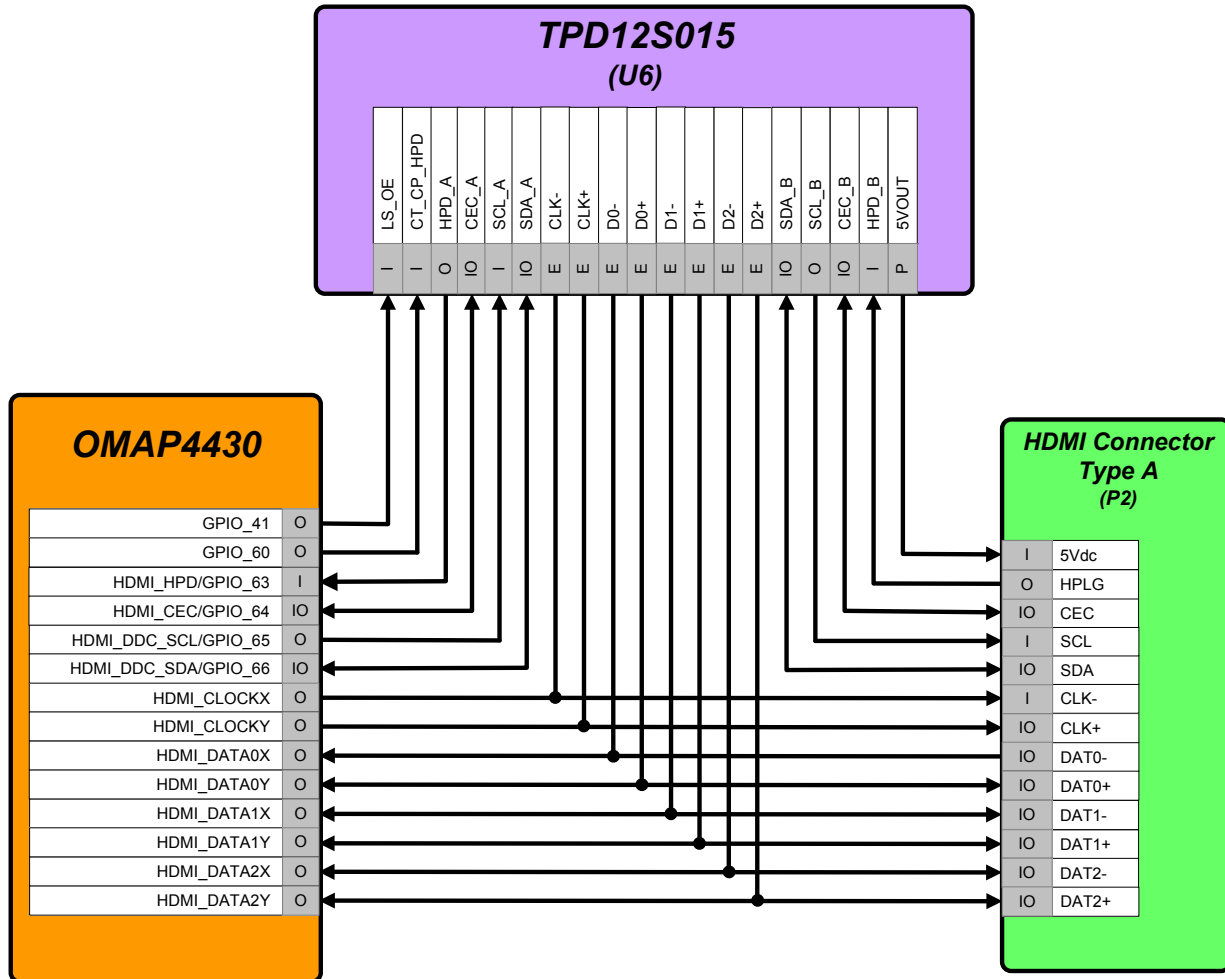 TPD12S015
(U6)
LS_OE
CT_CP_HPD
HPD_A
CEC_A
SCL_A
SDA_A
CLK-
CLK+
D0-
D0+
D1-
D1+
D2-
D2+
SDA_B
SCL_B
CEC_B
HPD_B
5VOUT
I
I
O
IO
I
IO
E
E
E
E
E
E
E
E
IO
O
IO
I
P
OMAP4430
GPIO_41 O
GPIO_60 O
HDMI_HPD/GPIO_63 I
HDMI_CEC/GPIO_64 IO
HDMI_DDC_SCL/GPIO_65 O
HDMI_DDC_SDA/GPIO_66 IO
HDMI_CLOCKX O
HDMI_CLOCKY O
HDMI_DATA0X O
HDMI_DATA0Y O
HDMI_DATA1X O
HDMI_DATA1Y O
HDMI_DATA2X O
HDMI_DATA2Y O
HDMI Connector
Type A
(P2)
I 5Vdc
O HPLG
IO CEC
I SCL
IO SDA
I CLK-
IO CLK+
IO DAT0-
IO DAT0+
IO DAT1-
IO DAT1+
IO DAT2-
IO DAT2+